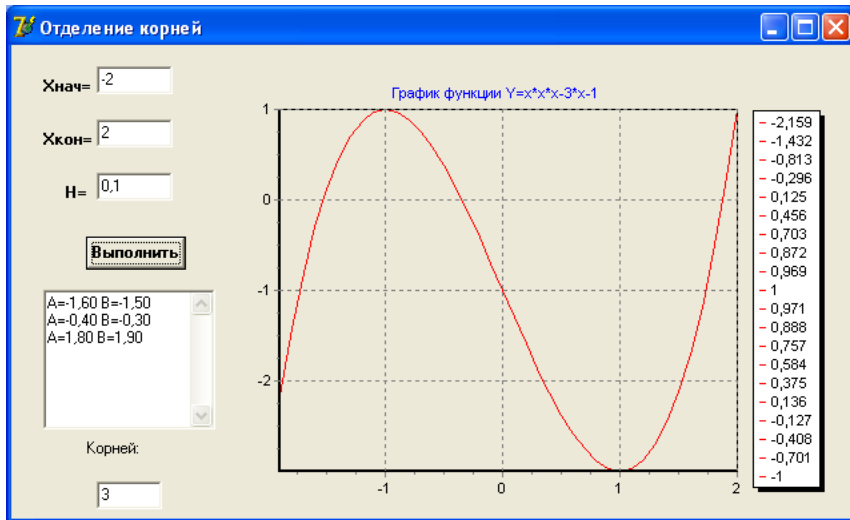 Отделение корней
Xнач= -2
Xкон= 2
H= 0,1
Выполнить
A=-1,60 B=-1,50
A=-0,40 B=-0,30
A=1,80 B=1,90
Корней:
3
График функции Y=x*x*x-3*x-1
1
0
-1
-2
-1
0
1
2
-2,159
-1,432
-0,813
-0,296
0,125
0,456
0,703
0,872
0,969
1
0,971
0,888
0,757
0,584
0,375
0,136
-0,127
-0,408
-0,701
-1